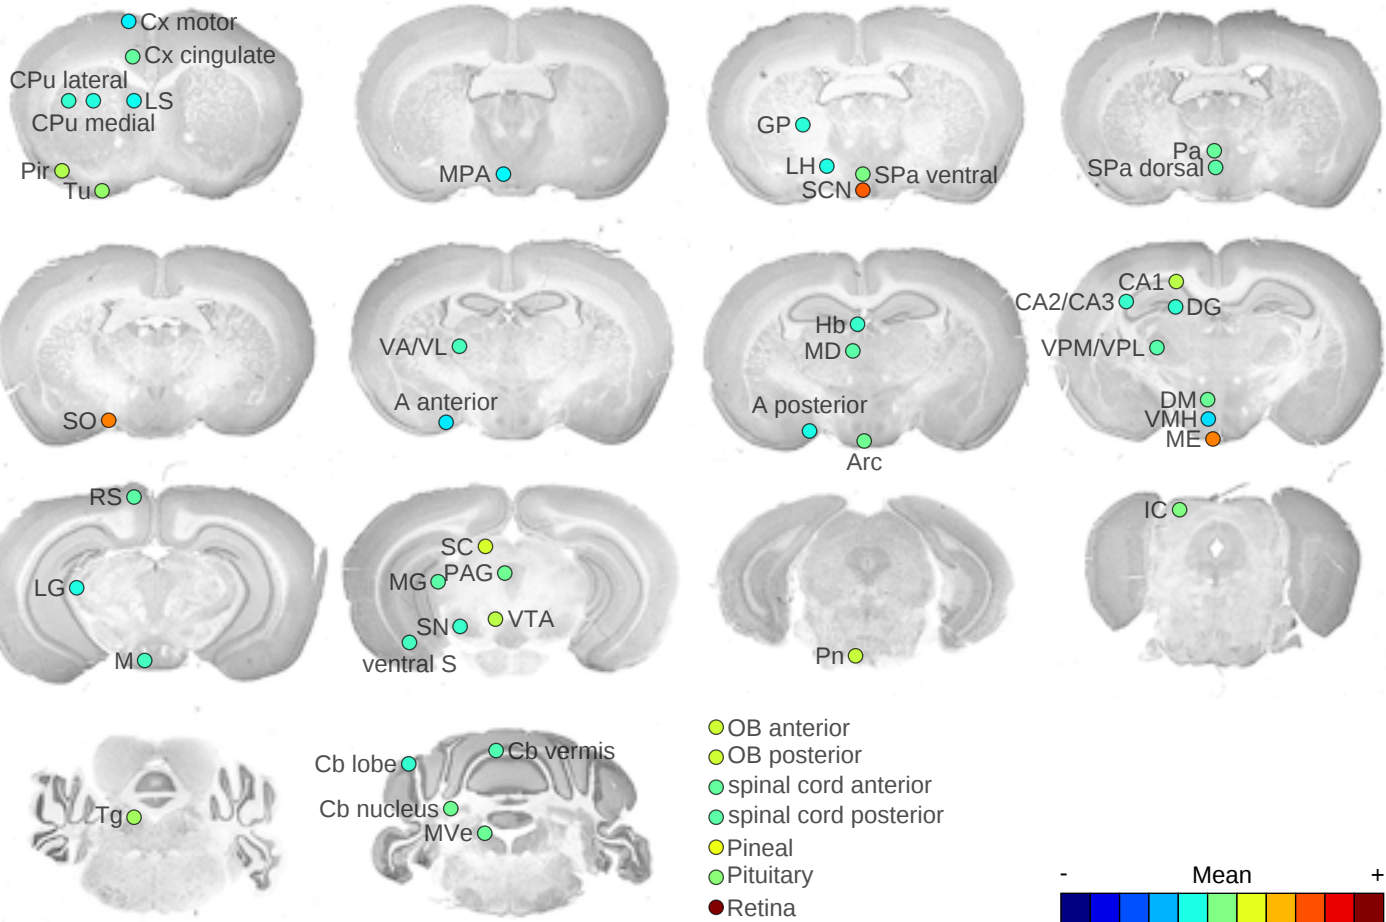 Cx motor
Cx cingulate
CPu lateral
LS
CPu medial
Pir
Tu
MPA
GP
LH
SPa ventral
SCN
Pa
SPa dorsal
SO
VA/VL
A anterior
Hb
MD
A posterior
Arc
CA1
CA2/CA3
DG
VPM/VPL
DM
VMH
ME
RS
LG
M
SC
PAG
MG
VTA
SN
ventral S
Pn
IC
Tg
Cb vermis
Cb lobe
Cb nucleus
MVe
OB anterior
OB posterior
spinal cord anterior
spinal cord posterior
Pineal
Pituitary
Retina
- Mean +